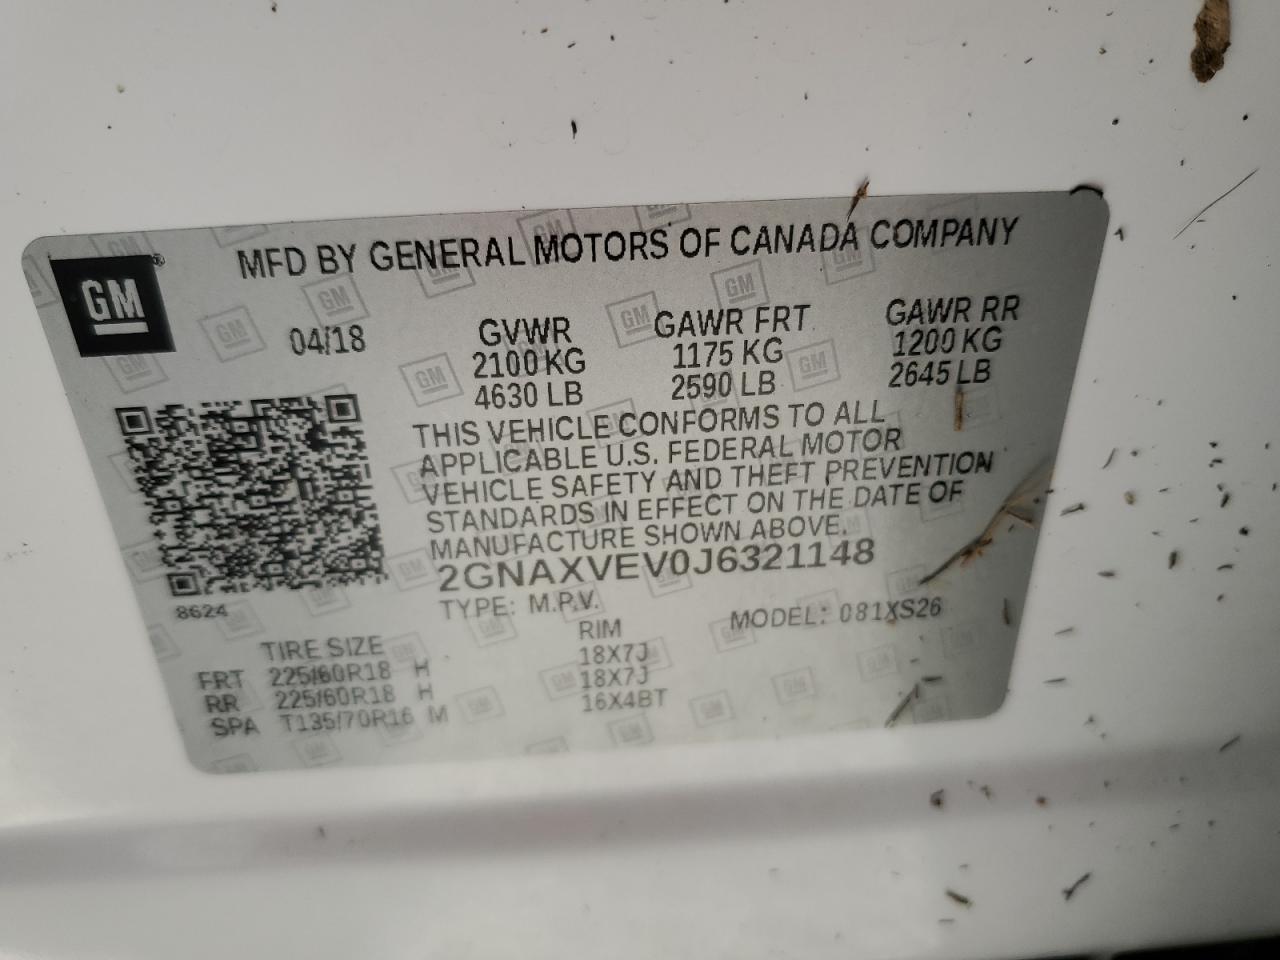 GM®
MFD BY GENERAL MOTORS OF CANADA COMPANY
04/18 GVWR GAWR FRT GAWR RR
2100 KG 1175 KG 1200 KG
4630 LB 2590 LB 2645 LB
THIS VEHICLE CONFORMS TO ALL
APPLICABLE U.S. FEDERAL MOTOR
VEHICLE SAFETY AND THEFT PREVENTION
STANDARDS IN EFFECT ON THE DATE OF
MANUFACTURE SHOWN ABOVE.
2GNAXVEV0J6321148
8624
TYPE: M.P.V. MODEL: 081XS26
TIRE SIZE RIM
FRT 225/60R18 H 18X7J
RR 225/60R18 H 18X7J
SPA T135/70R16 M 16X4BT